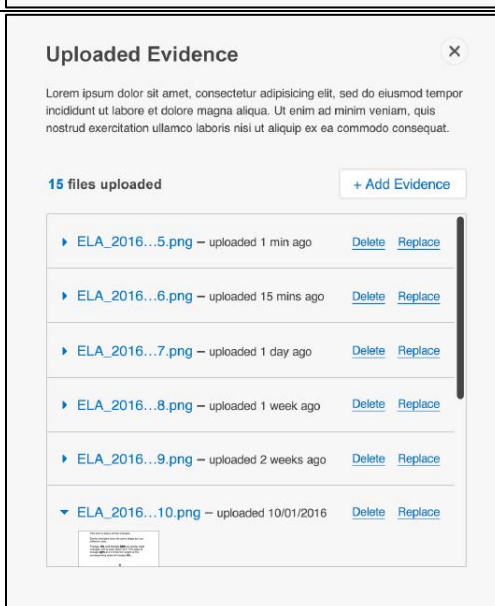 Uploaded Evidence
Lorem ipsum dolor sit amet, consectetur adipisicing elit, sed do eiusmod tempor
incididunt ut labore et dolore magna aliqua. Ut enim ad minim veniam, quis
nostrud exercitation ullamco laboris nisi ut aliquip ex ea commodo consequat.
15 files uploaded + Add Evidence
ELA_2016...5.png – uploaded 1 min ago Delete Replace
ELA_2016...6.png – uploaded 15 mins ago Delete Replace
ELA_2016...7.png – uploaded 1 day ago Delete Replace
ELA_2016...8.png – uploaded 1 week ago Delete Replace
ELA_2016...9.png – uploaded 2 weeks ago Delete Replace
ELA_2016...10.png – uploaded 10/01/2016 Delete Replace